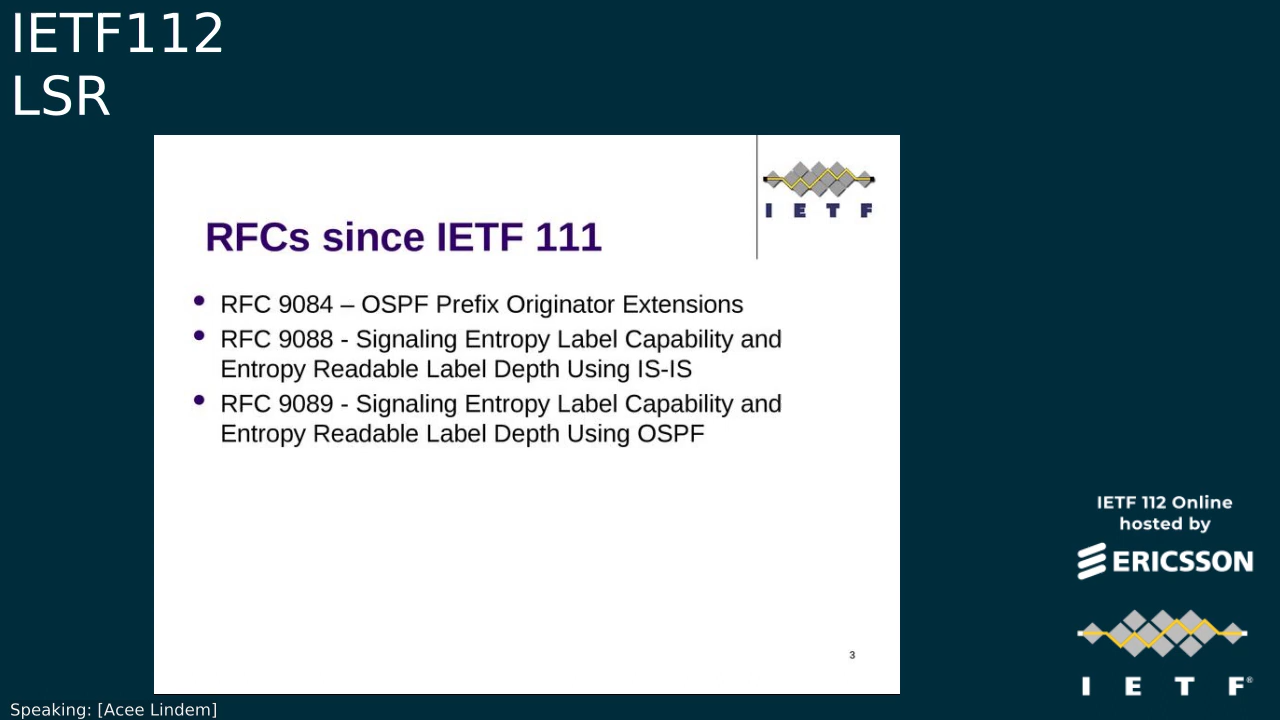 IETF112
LSR
I E T F
RFCs since IETF 111
• RFC 9084 – OSPF Prefix Originator Extensions
• RFC 9088 - Signaling Entropy Label Capability and
Entropy Readable Label Depth Using IS-IS
• RFC 9089 - Signaling Entropy Label Capability and
Entropy Readable Label Depth Using OSPF
3
IETF 112 Online
hosted by
ERICSSON
I E T F®
Speaking: [Acee Lindem]